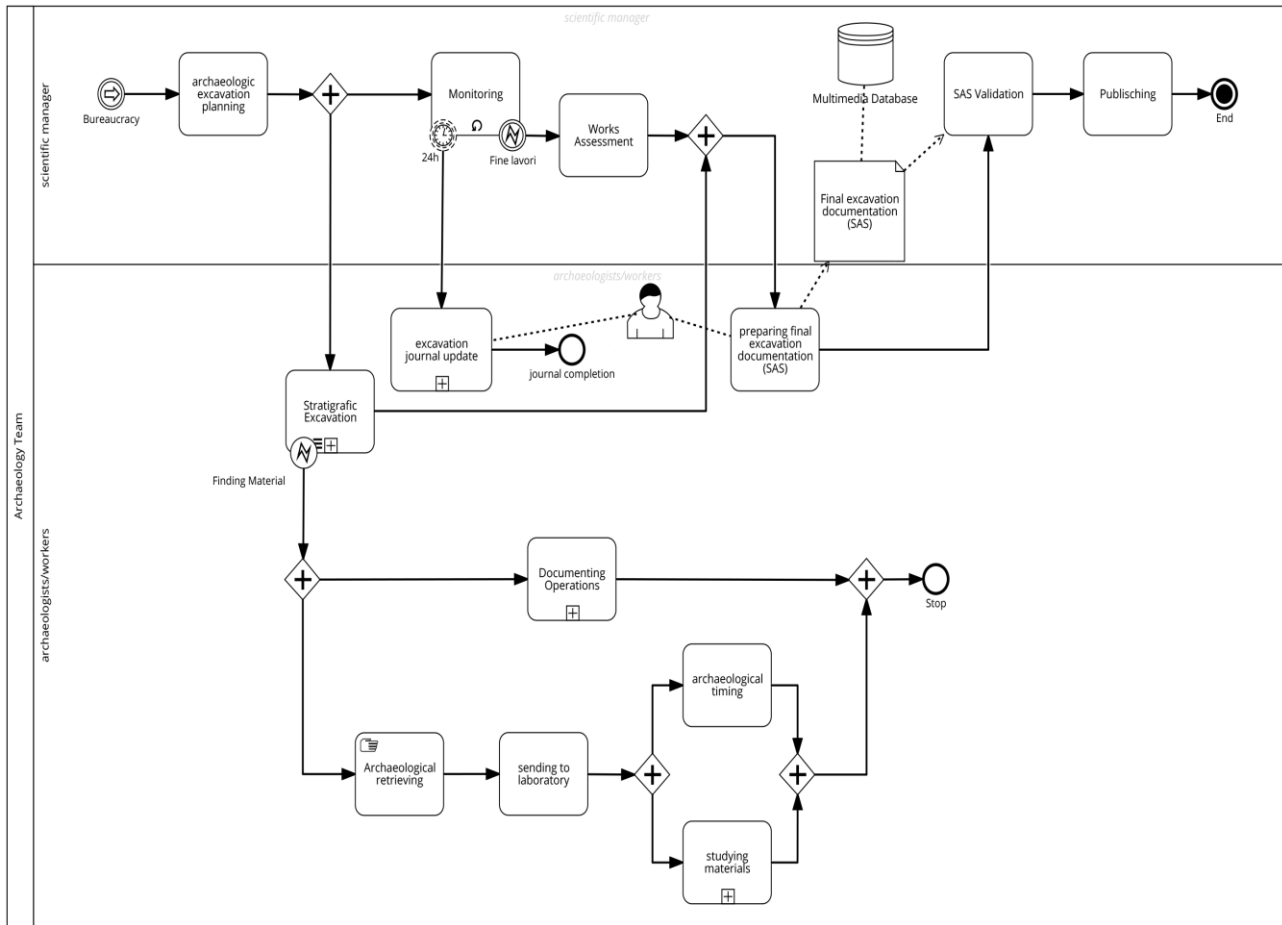 Archaeology Team
scientific manager
scientific manager
Bureaucracy
archaeologic
excavation
planning
Monitoring
24h
Fine lavori
Works
Assessment
Multimedia Database
Final excavation
documentation
(SAS)
SAS Validation
Publisching
End
archaeologists/workers
archaeologists/workers
excavation
journal update
journal completion
preparing final
excavation
documentation
(SAS)
Stratigrafic
Excavation
Finding Material
Documenting
Operations
Stop
archaeological
timing
Archaeological
retrieving
sending to
laboratory
studying
materials